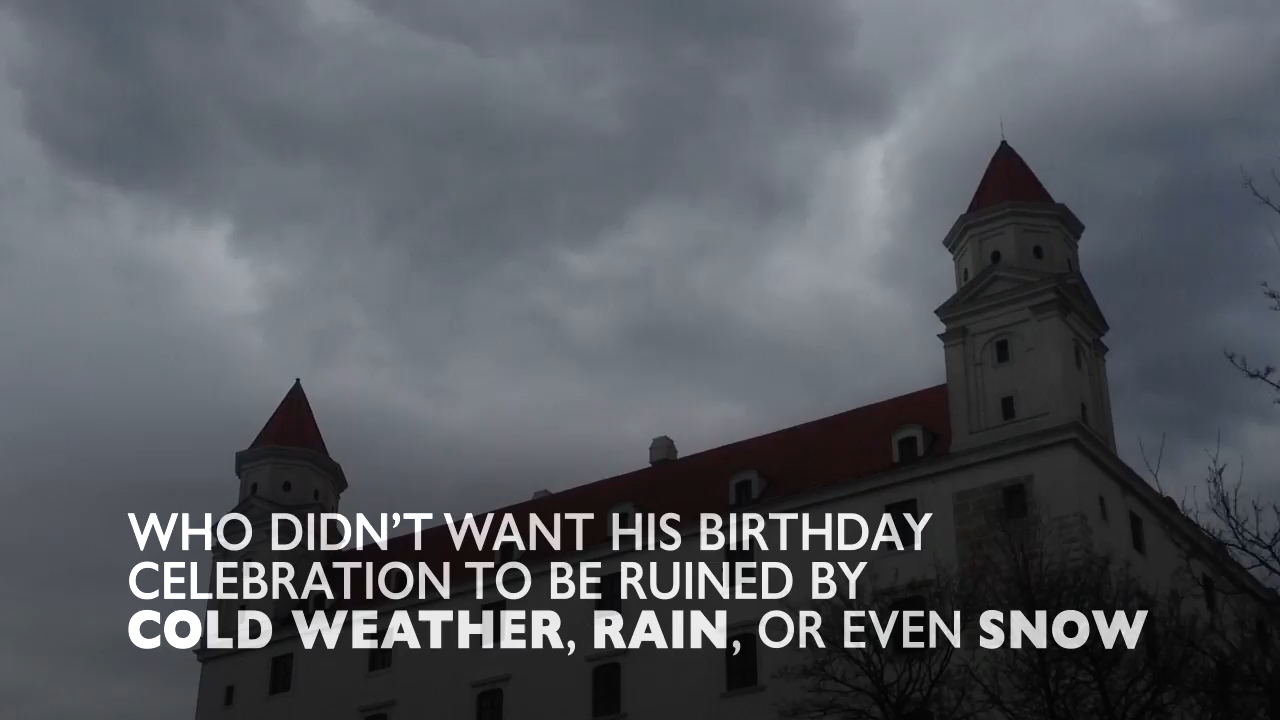 WHO DIDN’T WANT HIS BIRTHDAY
CELEBRATION TO BE RUINED BY
COLD WEATHER, RAIN, OR EVEN SNOW